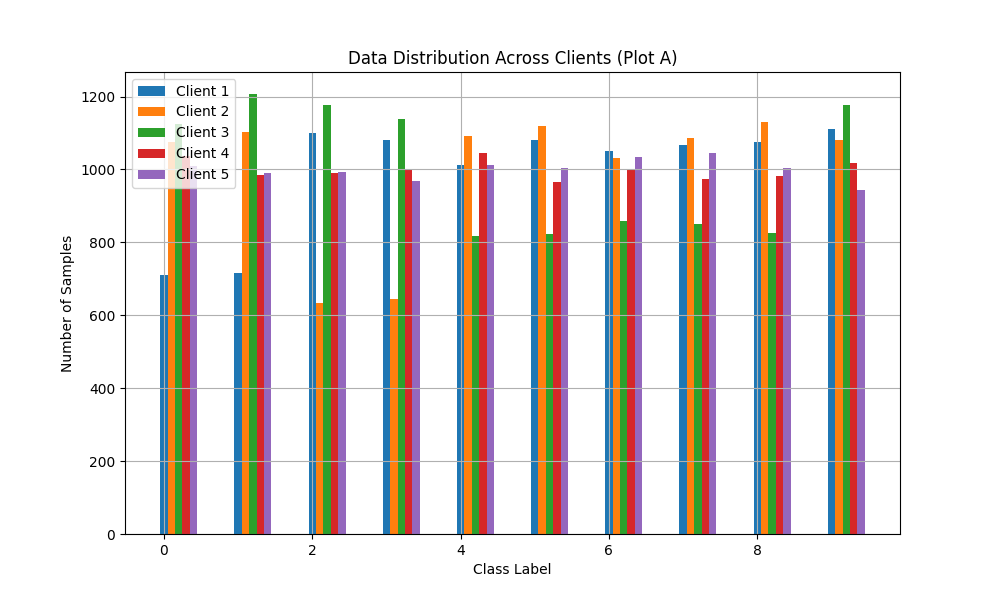 Data Distribution Across Clients (Plot A)
Client 1
Client 2
Client 3
Client 4
Client 5
1200
1000
800
600
400
200
0
Number of Samples
0 2 4 6 8
Class Label